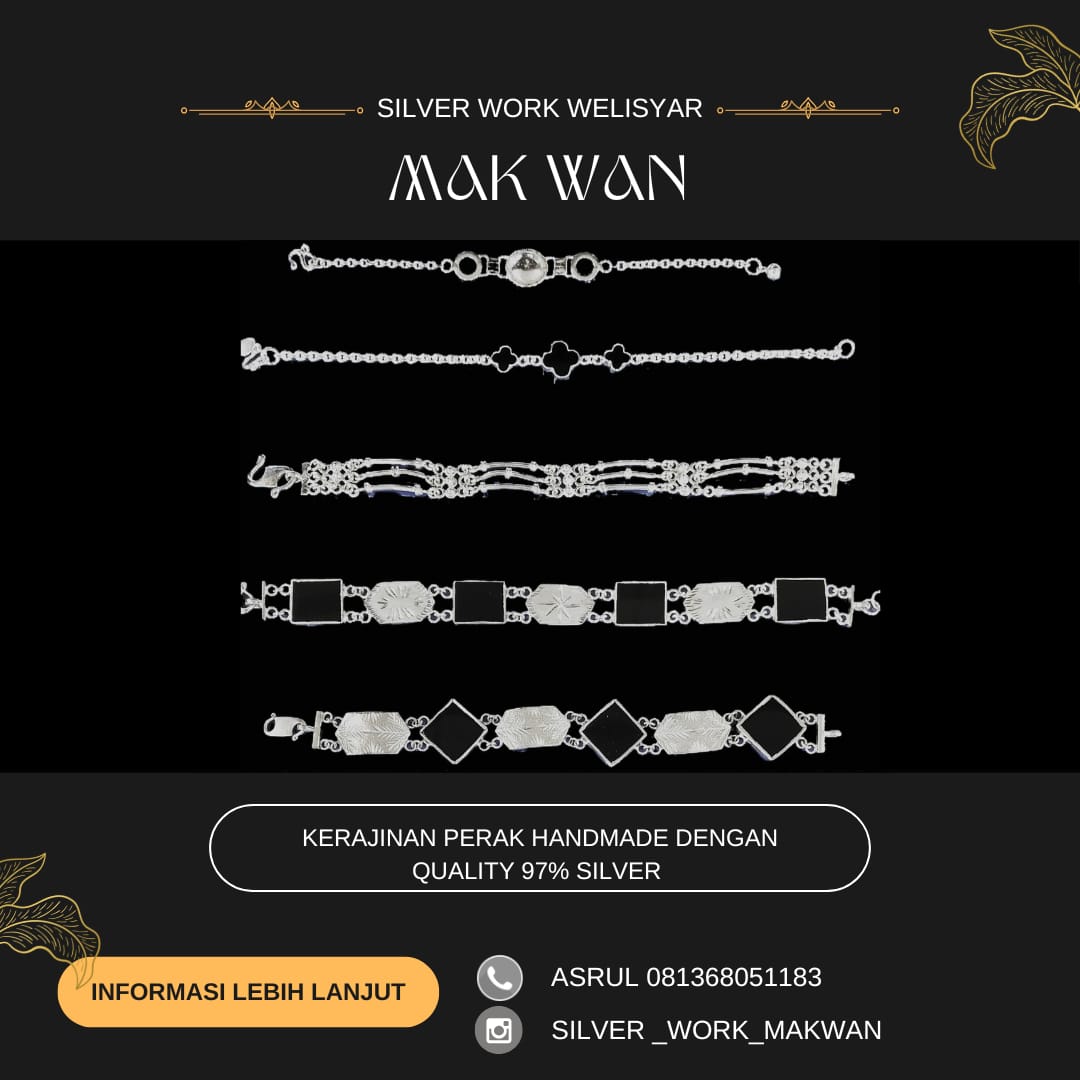 SILVER WORK WELISYAR
MAK WAN
KERAJINAN PERAK HANDMADE DENGAN
QUALITY 97% SILVER
INFORMASI LEBIH LANJUT
ASRUL 081368051183
SILVER _WORK_MAKWAN